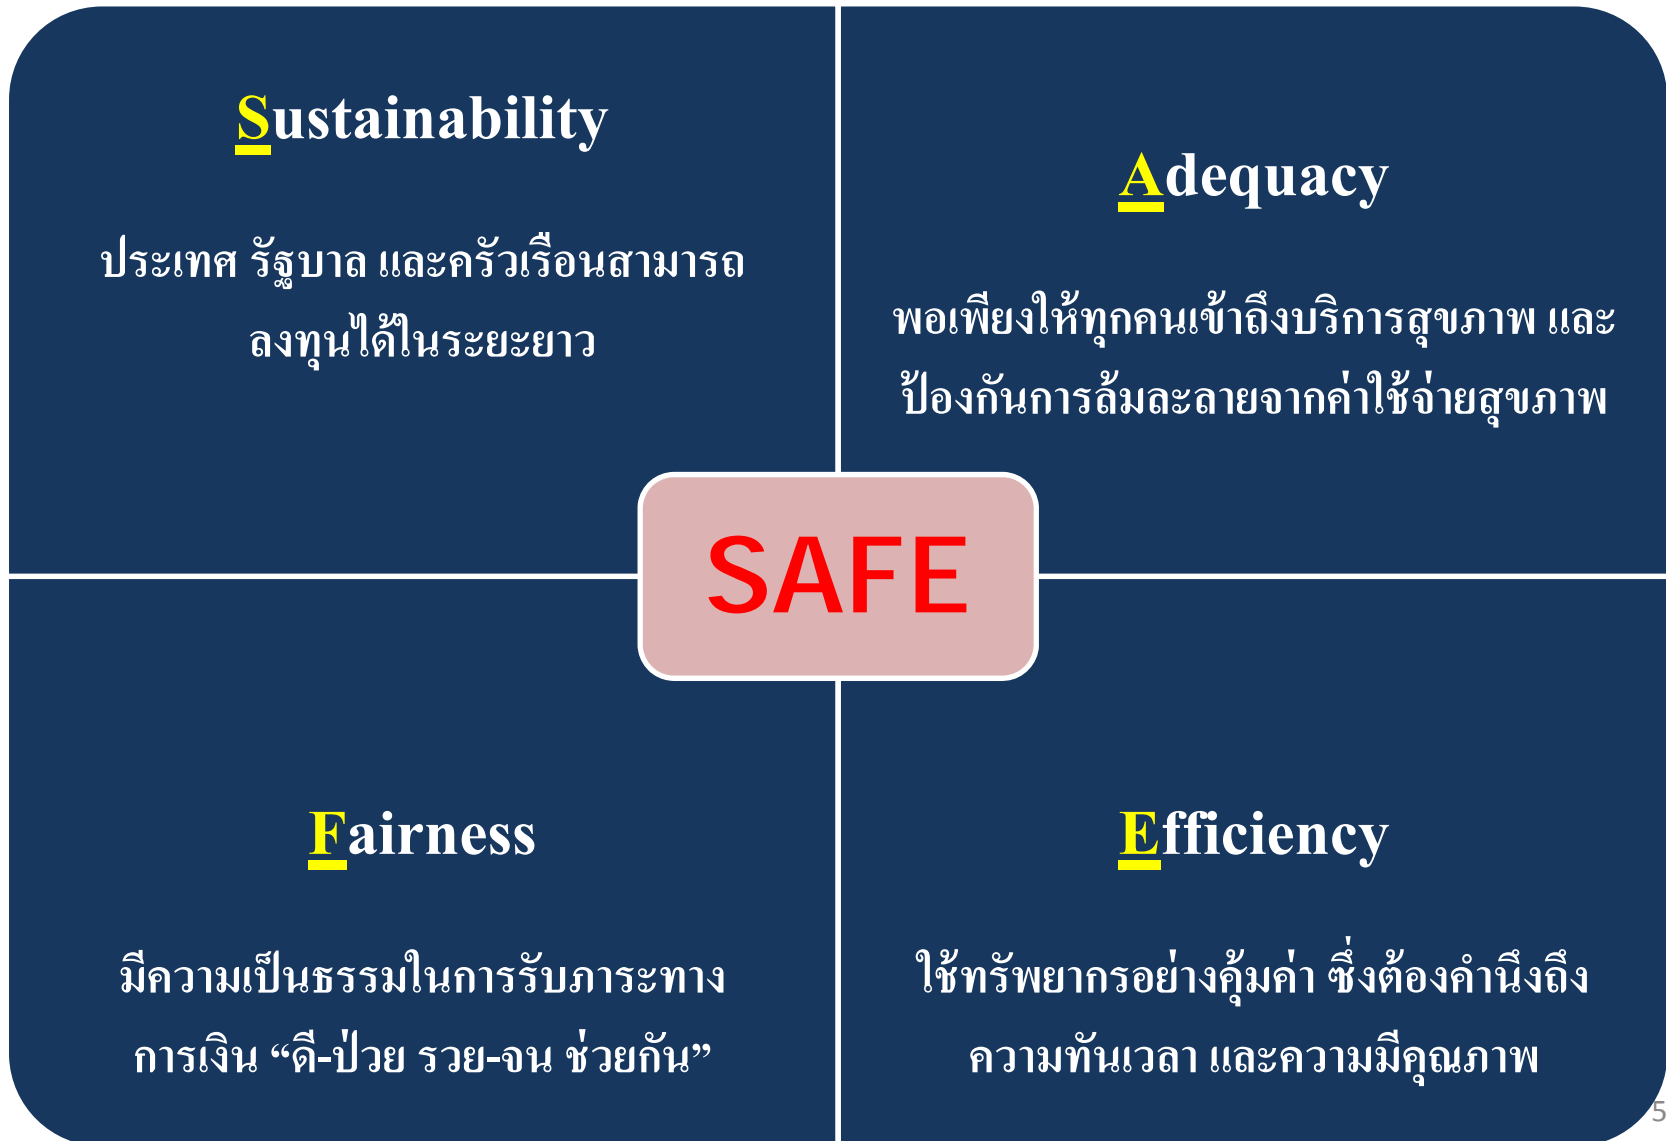 Sustainability
ประเทศ รัฐบาล และครัวเรือนสามารถ
ลงทุนได้ในระยะยาว
Adequacy
พอเพียงให้ทุกคนเข้าถึงบริการสุขภาพ และ
ป้องกันการล้มละลายจากค่าใช้จ่ายสุขภาพ
SAFE
Fairness
มีความเป็นธรรมในการรับภาระทาง
การเงิน “ดี-ป่วย รวย-จน ช่วยกัน”
Efficiency
ใช้ทรัพยากรอย่างคุ้มค่า ซึ่งต้องคำนึงถึง
ความทันเวลา และความมีคุณภาพ
5